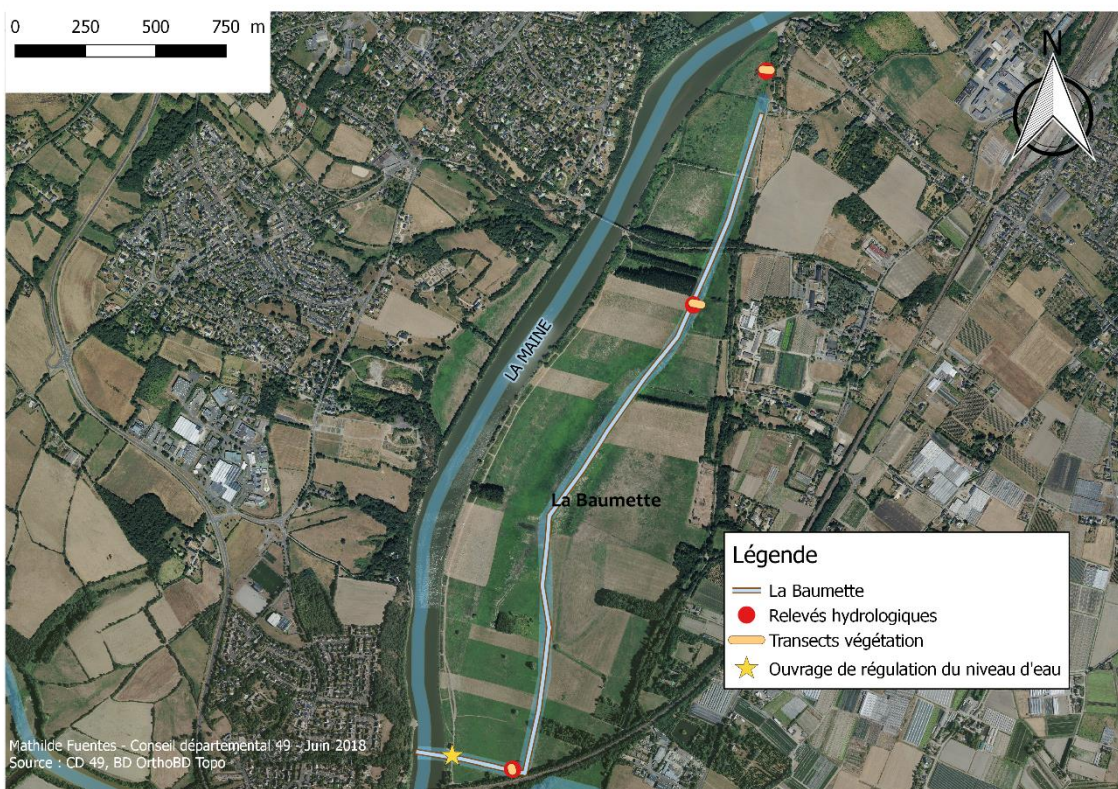 0 250 500 750 m
N
LA MAINE
La Baumette
Légende
La Baumette
Relevés hydrologiques
Transects végétation
Ouvrage de régulation du niveau d'eau
Mathilde Fuentes - Conseil départemental 49 - Juin 2018
Source : CD 49, BD OrthoBD Topo